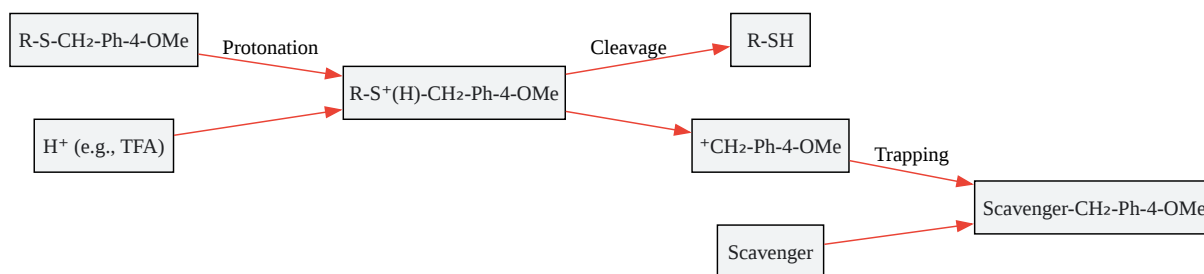 R-S-CH₂-Ph-4-OMe
Protonation
H⁺ (e.g., TFA)
R-S⁺(H)-CH₂-Ph-4-OMe
Cleavage
R-SH
⁺CH₂-Ph-4-OMe
Trapping
Scavenger
Scavenger-CH₂-Ph-4-OMe